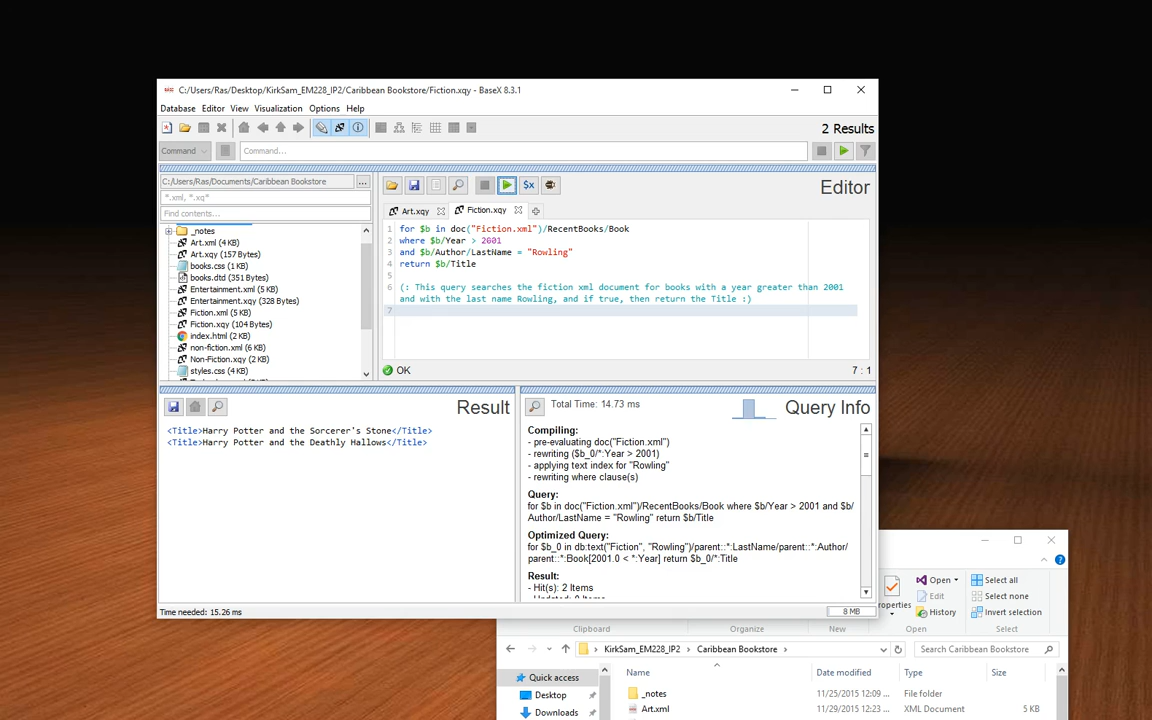 C:/Users/Ras/Desktop/KirkSam_EM228_IP2/Caribbean Bookstore/Fiction.xqy - BaseX 8.3.1
Database Editor View Visualization Options Help
2 Results
Command Command...
C:/Users/Ras/Documents/Caribbean Bookstore ...
*.xml, *.xq*
Find contents...
_notes
Art.xml (4 KB)
Art.xqy (157 Bytes)
books.css (1 KB)
books.dtd (351 Bytes)
Entertainment.xml (5 KB)
Entertainment.xqy (328 Bytes)
Fiction.xml (5 KB)
Fiction.xqy (104 Bytes)
index.html (2 KB)
non-fiction.xml (6 KB)
Non-Fiction.xqy (2 KB)
styles.css (4 KB)
$x
Editor
Art.xqy Fiction.xqy
1 for $b in doc("Fiction.xml")/RecentBooks/Book
2 where $b/Year > 2001
3 and $b/Author/LastName = "Rowling"
4 return $b/Title
5
6 (: This query searches the fiction xml document for books with a year greater than 2001
and with the last name Rowling, and if true, then return the Title :)
7
OK 7 : 1
Result
<Title>Harry Potter and the Sorcerer's Stone</Title>
<Title>Harry Potter and the Deathly Hallows</Title>
Total Time: 14.73 ms
Query Info
Compiling:
- pre-evaluating doc("Fiction.xml")
- rewriting ($b_0/*:Year > 2001)
- applying text index for "Rowling"
- rewriting where clause(s)
Query:
for $b in doc("Fiction.xml")/RecentBooks/Book where $b/Year > 2001 and $b/
Author/LastName = "Rowling" return $b/Title
Optimized Query:
for $b_0 in db:text("Fiction", "Rowling")/parent::*:LastName/parent::*:Author/
parent::*:Book[2001.0 < *:Year] return $b_0/*:Title
Result:
- Hit(s): 2 Items
Time needed: 15.26 ms
8 MB
Open Select all
roperties Edit Select none
History Invert selection
Clipboard Organize New Open Select
KirkSam_EM228_IP2 > Caribbean Bookstore >
Search Caribbean Bookstore
Quick access
Desktop
Downloads
Name Date modified Type Size
_notes 11/25/2015 12:09 ... File folder
Art.xml 11/29/2015 12:23 ... XML Document 5 KB